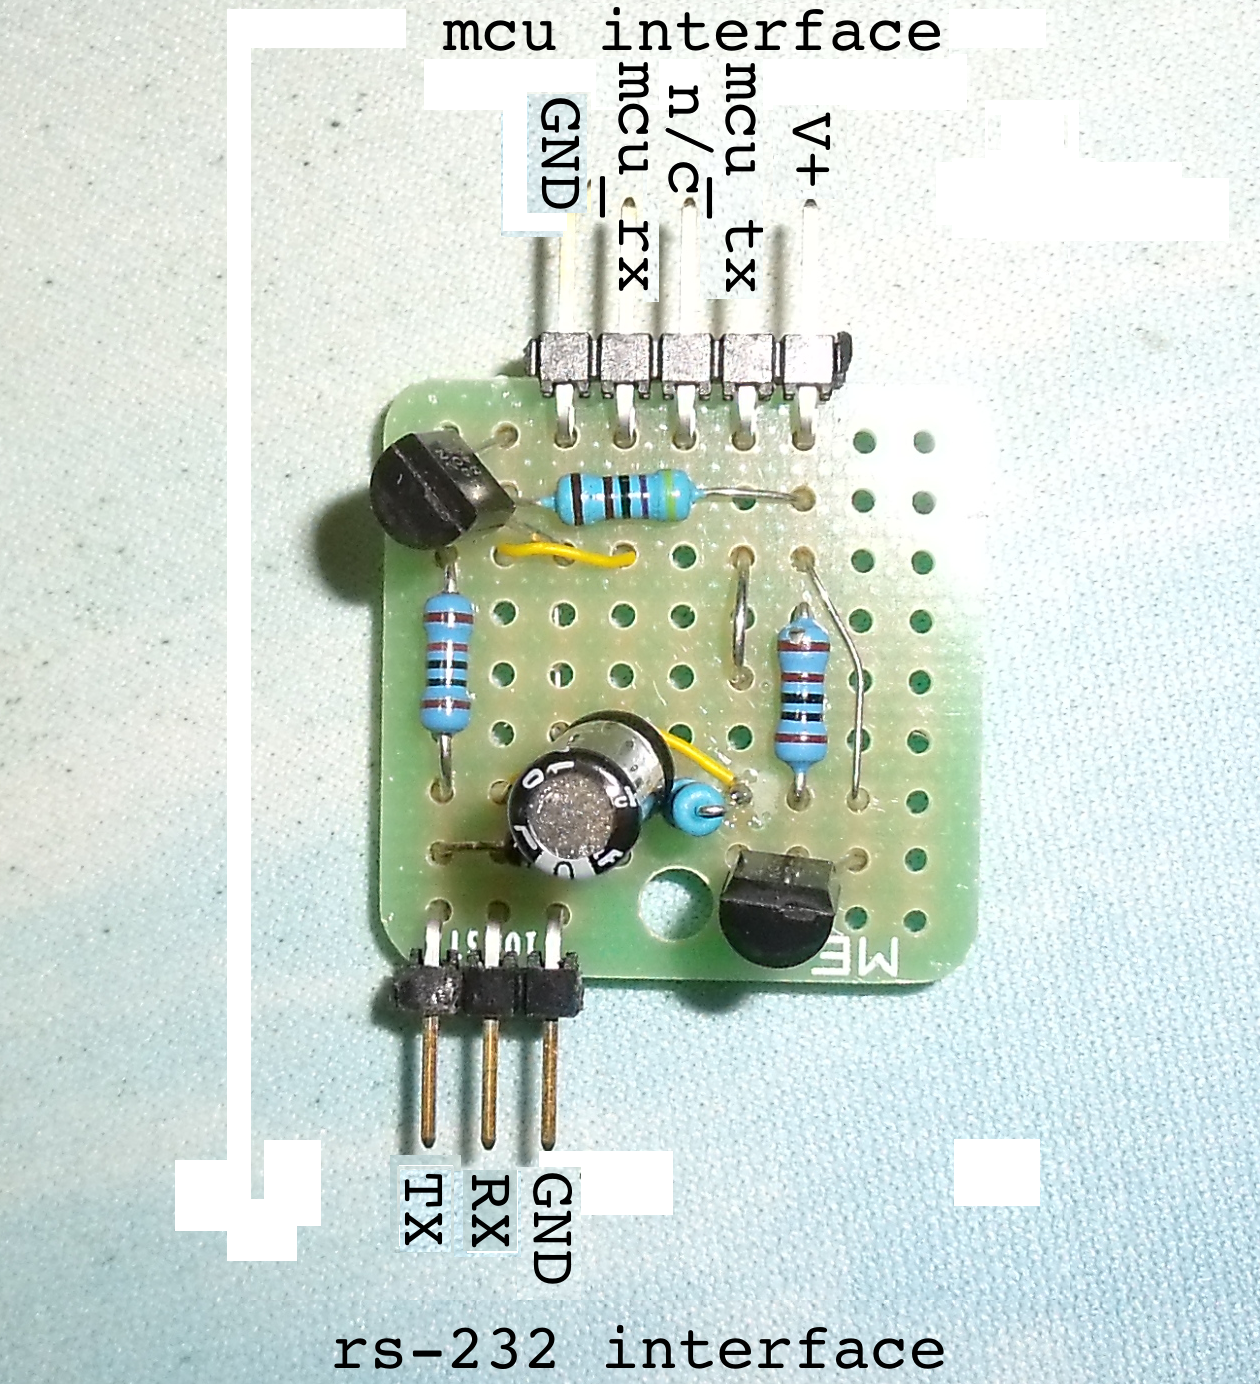 mcu interface
GND
mcu_rx
n/c
mcu_tx
V+
ME
TX
RX
GND
rs-232 interface